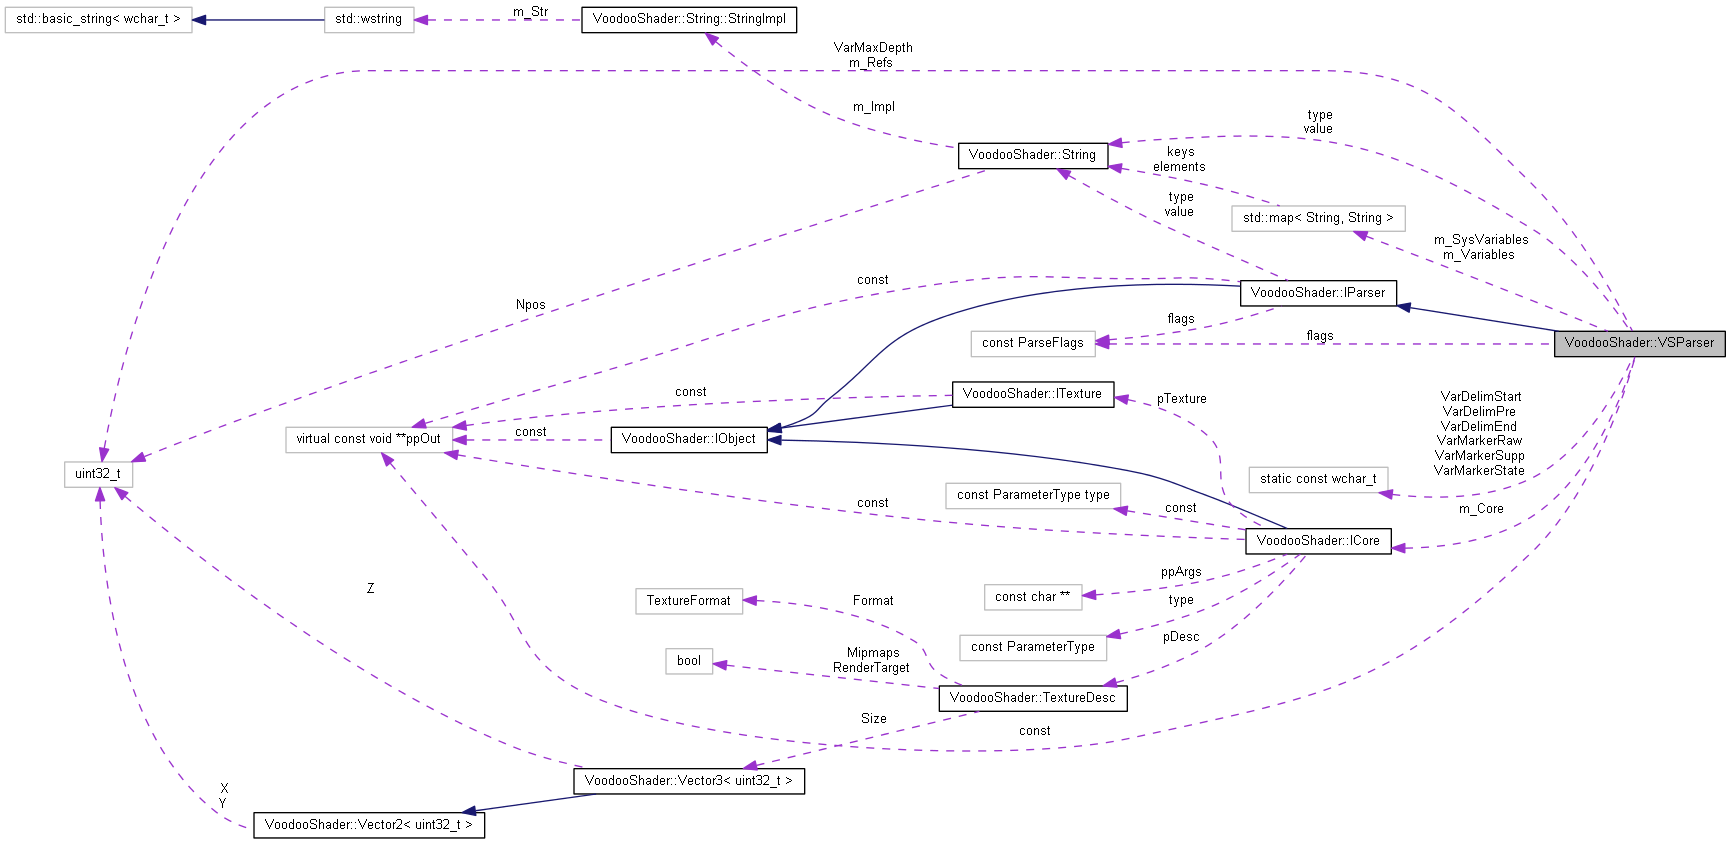 std::basic_string< wchar_t >
std::wstring
m_Str
VoodooShader::String::StringImpl
VarMaxDepth
m_Refs
m_Impl
type
value
VoodooShader::String
keys
elements
type
value
std::map< String, String >
m_SysVariables
m_Variables
const
VoodooShader::IParser
Npos
flags
const ParseFlags
flags
VoodooShader::VSParser
const
VoodooShader::ITexture
pTexture
VarDelimStart
VarDelimPre
VarDelimEnd
VarMarkerRaw
VarMarkerSupp
VarMarkerState
virtual const void **ppOut
const
VoodooShader::IObject
uint32_t
static const wchar_t
const ParameterType type
const
const
m_Core
VoodooShader::ICore
ppArgs
const char **
Z
TextureFormat
Format
type
const ParameterType
pDesc
bool
Mipmaps
RenderTarget
VoodooShader::TextureDesc
Size
const
VoodooShader::Vector3< uint32_t >
X
Y
VoodooShader::Vector2< uint32_t >